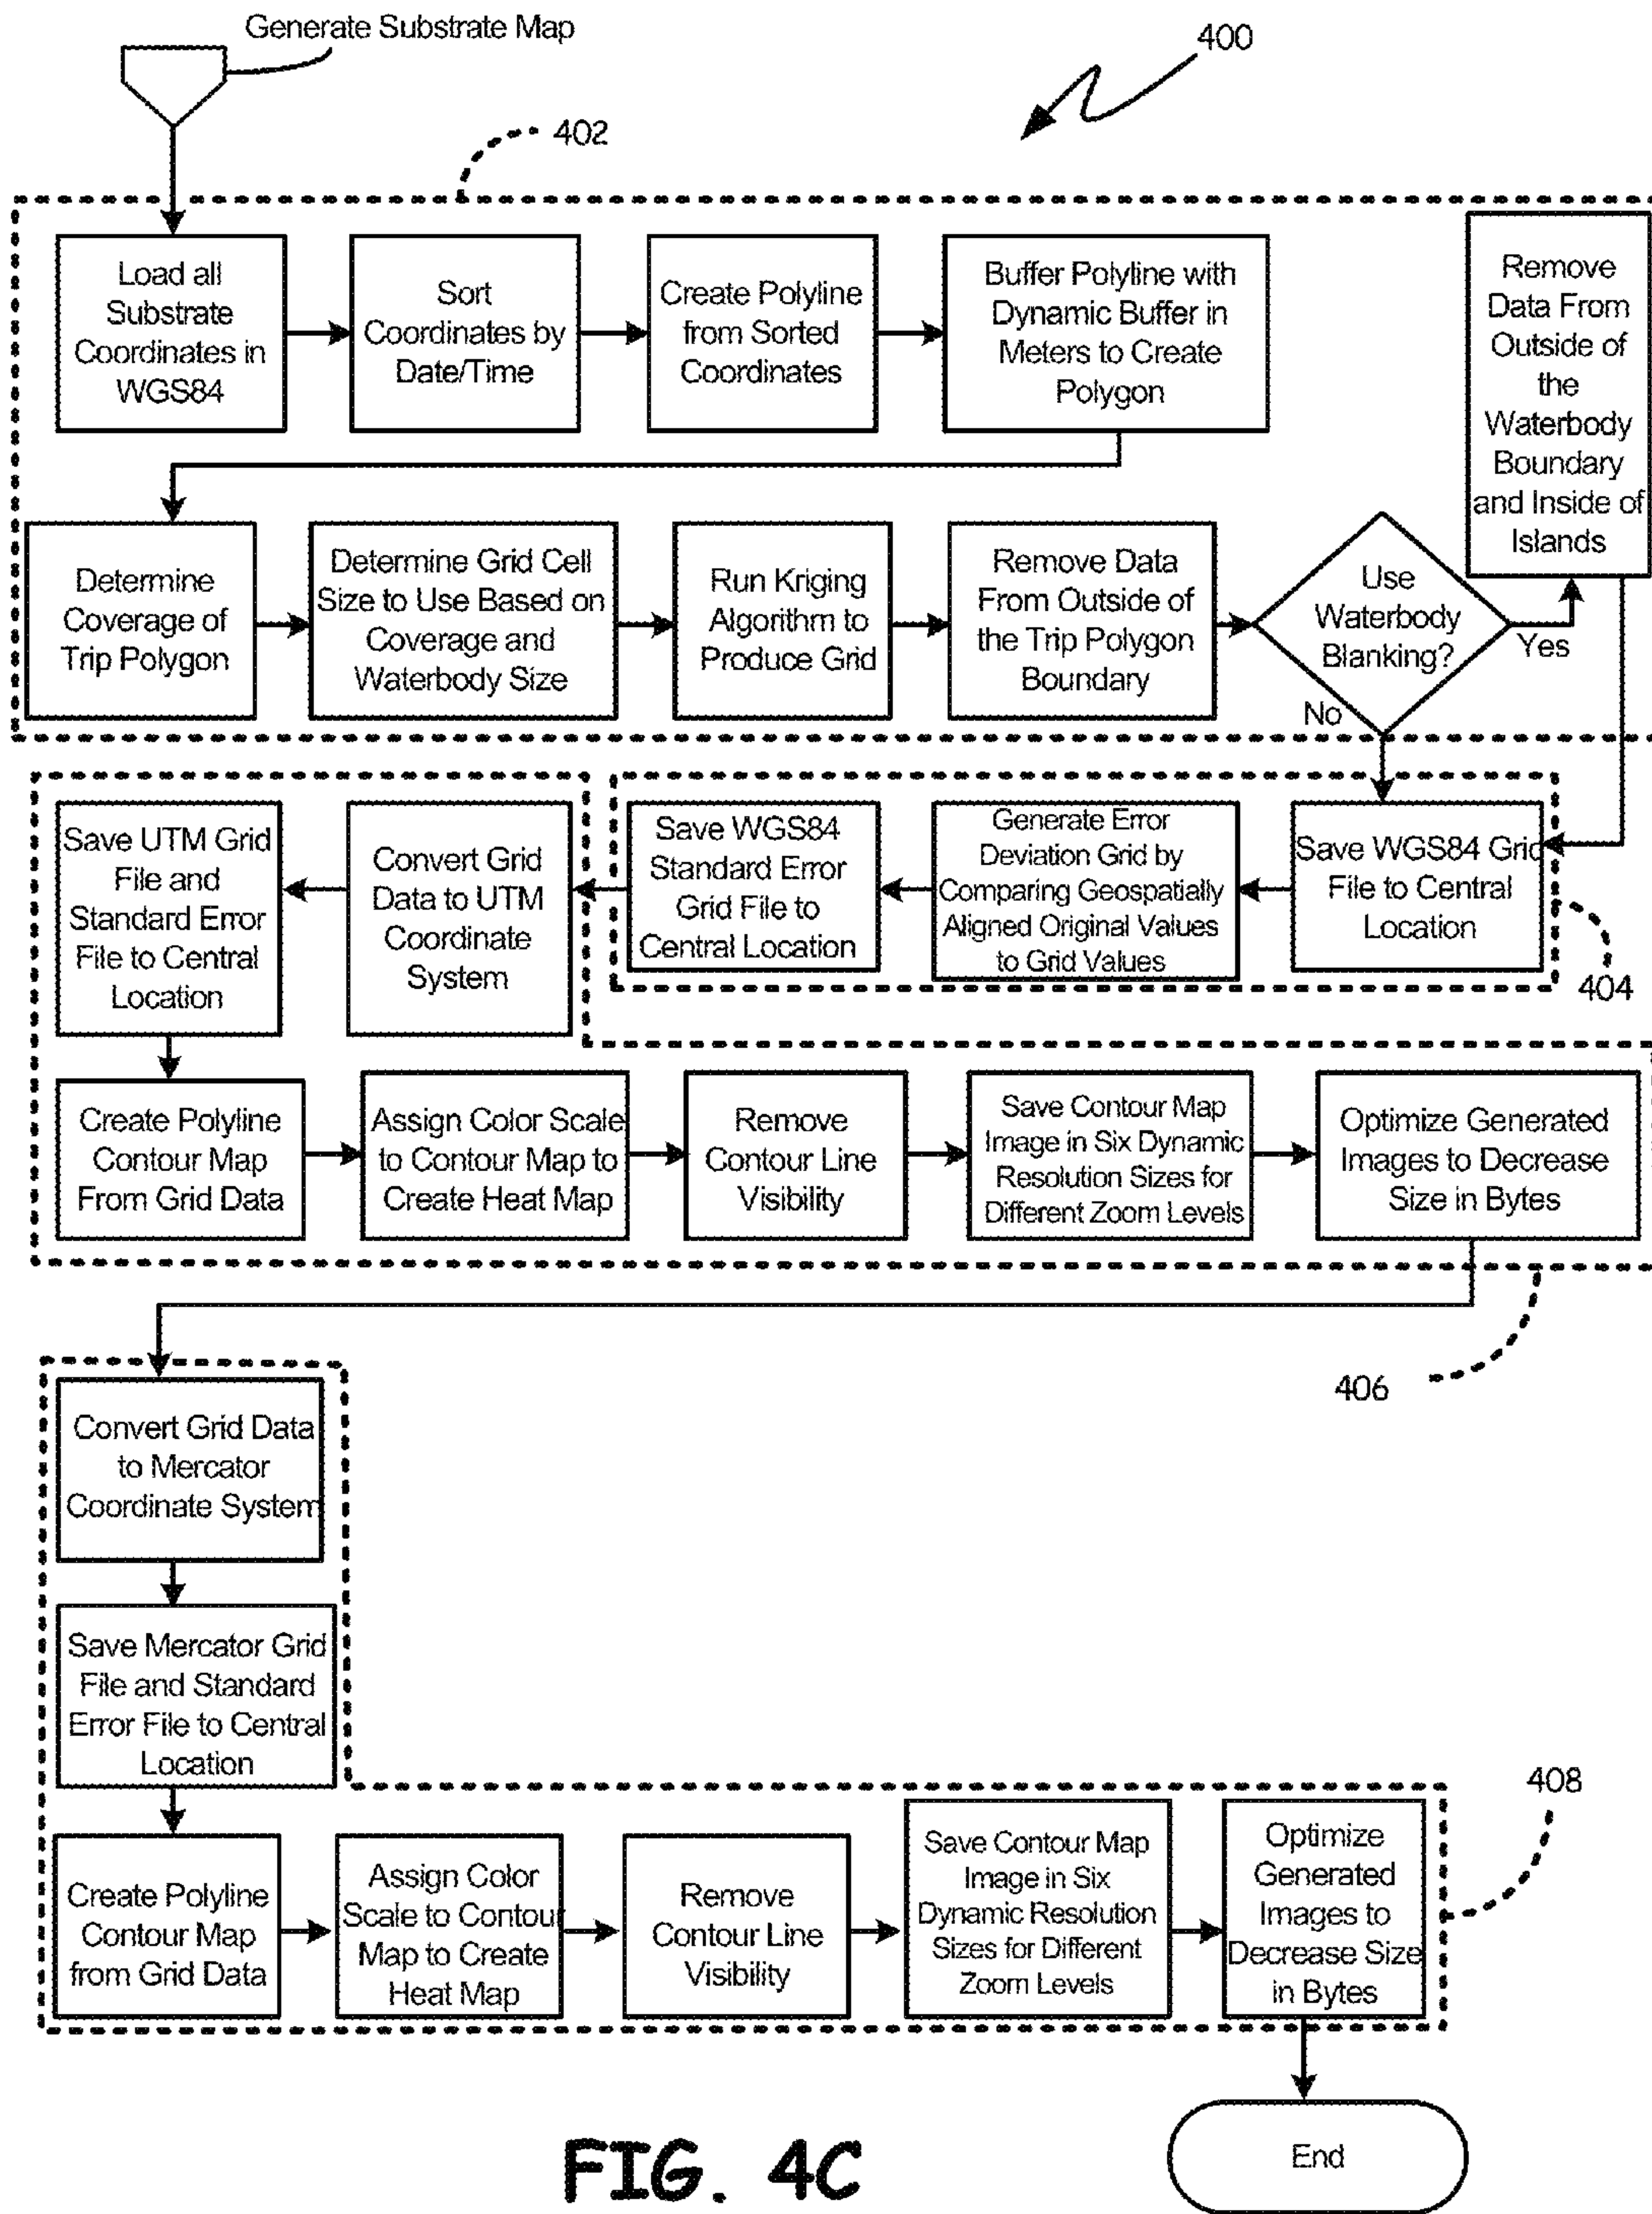 Generate Substrate Map
400
402
Load all
Substrate
Coordinates in
WGS84
Sort
Coordinates by
Date/Time
Create Polyline
from Sorted
Coordinates
Buffer Polyline with
Dynamic Buffer in
Meters to Create
Polygon
Remove
Data From
Outside of
the
Waterbody
Boundary
and Inside of
Islands
Determine
Coverage of
Trip Polygon
Determine Grid Cell
Size to Use Based on
Coverage and
Waterbody Size
Run Kriging
Algorithm to
Produce Grid
Remove Data
From Outside of
the Trip Polygon
Boundary
Use
Waterbody
Blanking?
Yes
No
Save WGS84 Grid
File to Central
Location
Generate Error
Deviation Grid by
Comparing Geospatially
Aligned Original Values
to Grid Values
Save WGS84
Standard Error
Grid File to
Central Location
404
Convert Grid
Data to UTM
Coordinate
System
Save UTM Grid
File and
Standard Error
File to Central
Location
Create Polyline
Contour Map
From Grid Data
Assign Color Scale
to Contour Map to
Create Heat Map
Remove
Contour Line
Visibility
Save Contour Map
Image in Six Dynamic
Resolution Sizes for
Different Zoom Levels
Optimize Generated
Images to Decrease
Size in Bytes
406
Convert Grid Data
to Mercator
Coordinate System
Save Mercator Grid
File and Standard
Error File to Central
Location
Create Polyline
Contour Map
from Grid Data
Assign Color
Scale to Contour
Map to Create
Heat Map
Remove
Contour Line
Visibility
Save Contour Map
Image in Six
Dynamic Resolution
Sizes for Different
Zoom Levels
Optimize
Generated
Images to
Decrease Size
in Bytes
408
End
FIG. 4C